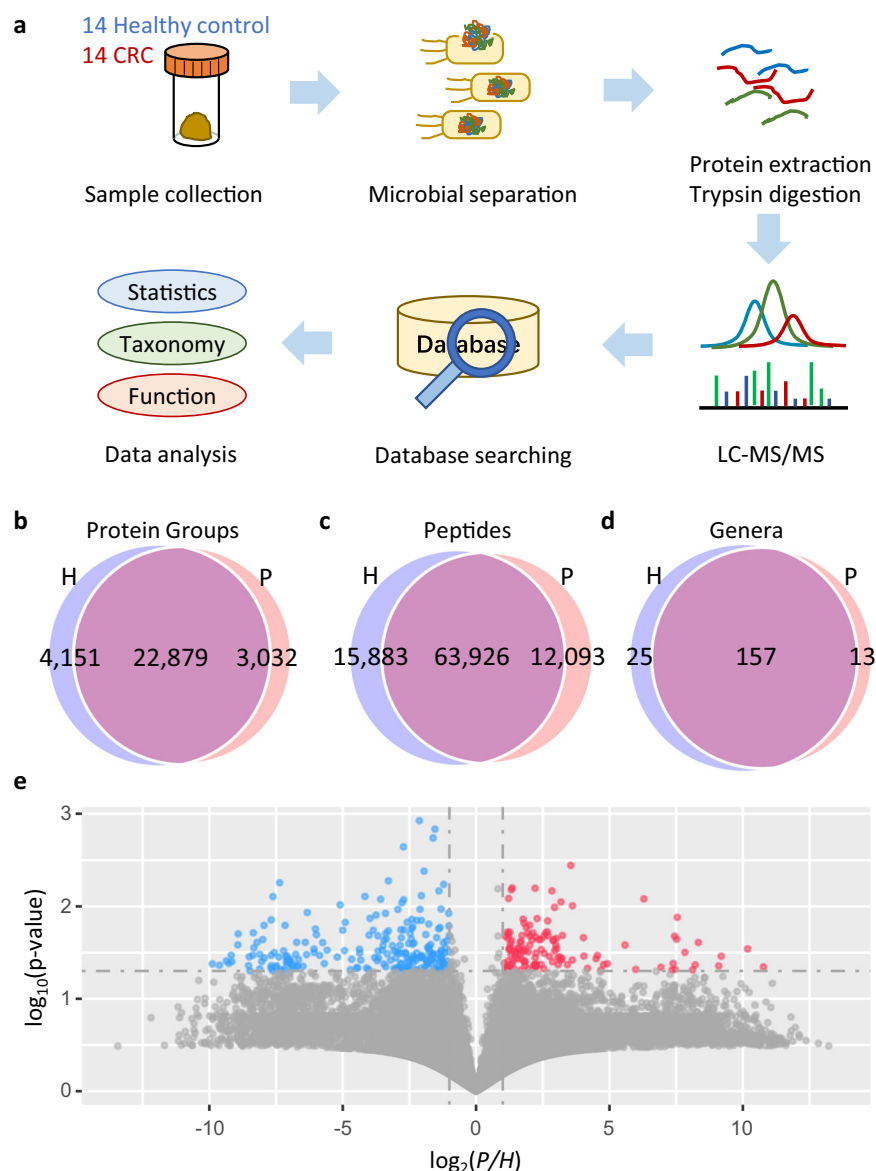 a
14 Healthy control
14 CRC
Sample collection
Microbial separation
Protein extraction
Trypsin digestion
Statistics
Taxonomy
Function
Database
Data analysis
Database searching
LC-MS/MS
b
Protein Groups
H
P
4,151
22,879
3,032
c
Peptides
H
P
15,883
63,926
12,093
d
Genera
H
P
25
157
13
e
3
2
1
0
log₁₀(p-value)
-10
-5
0
5
10
log₂(P/H)